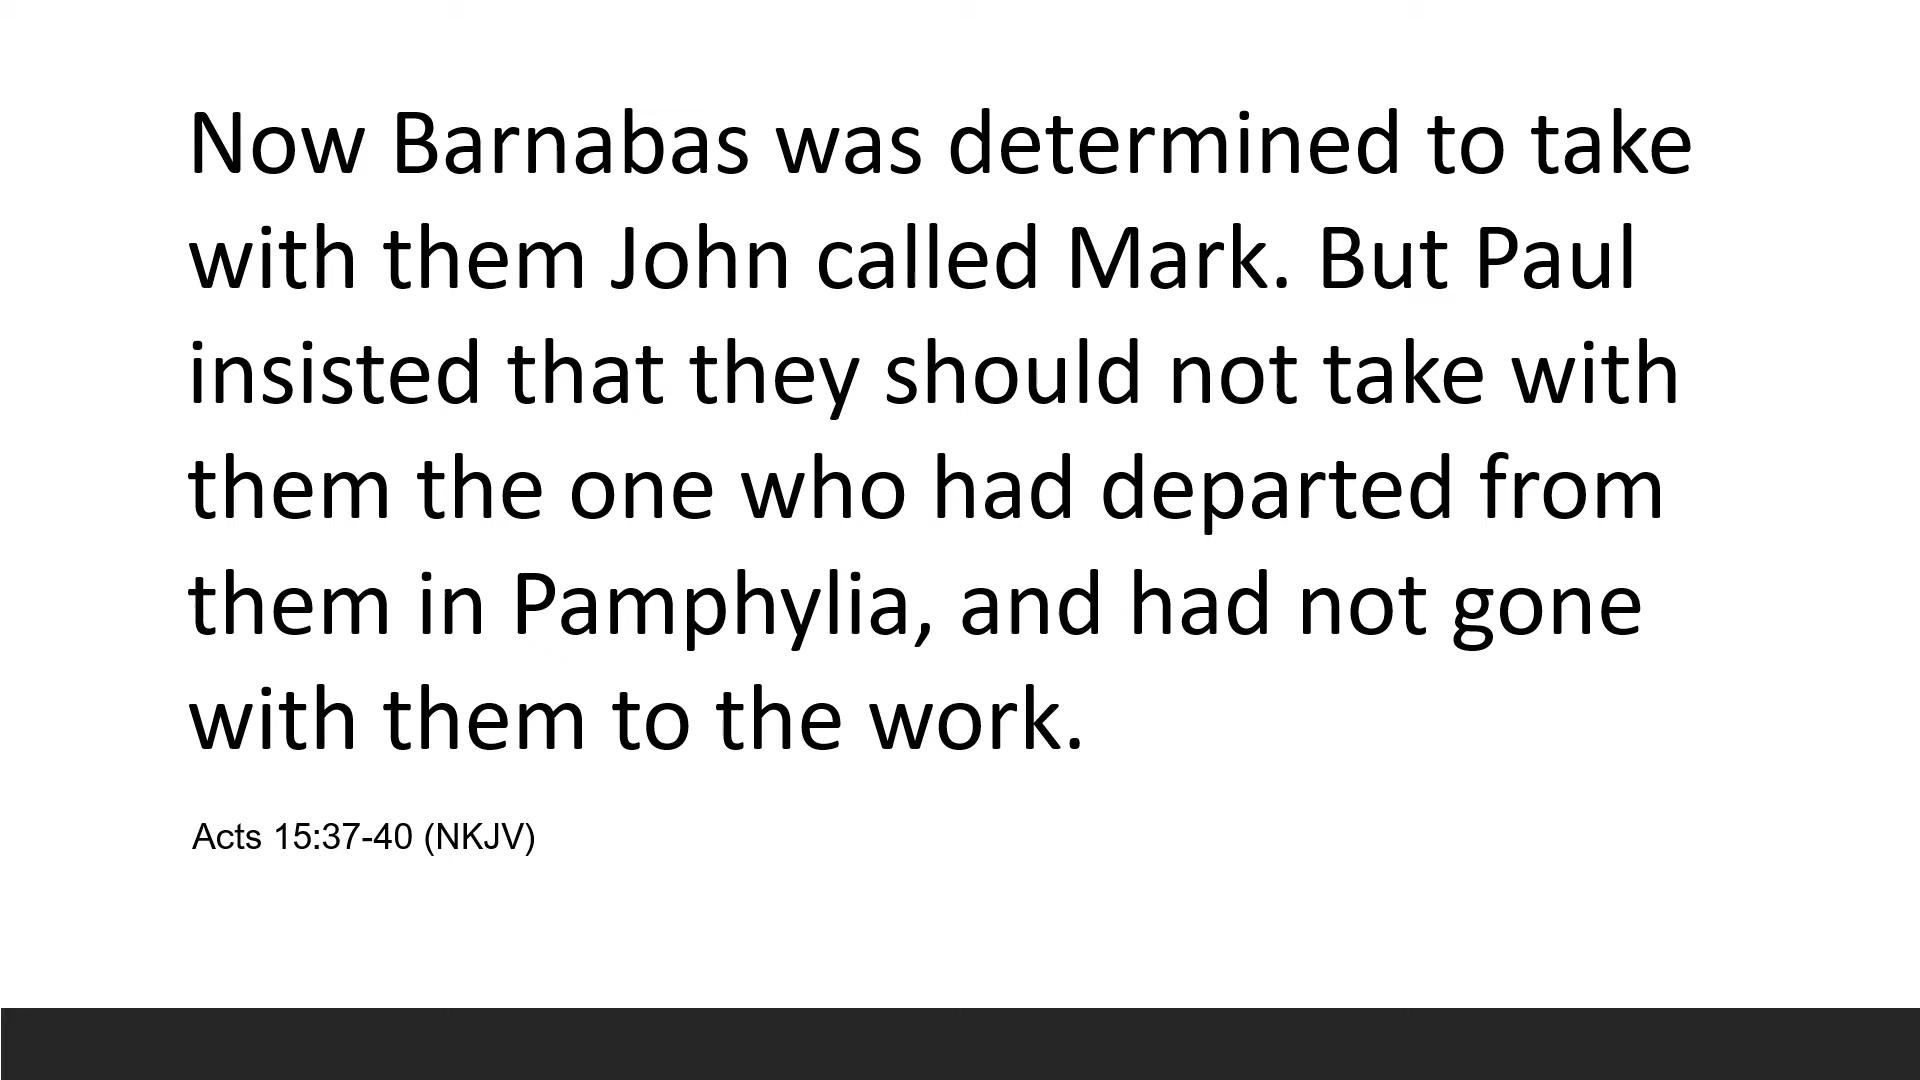 Now Barnabas was determined to take
with them John called Mark. But Paul
insisted that they should not take with
them the one who had departed from
them in Pamphylia, and had not gone
with them to the work.
Acts 15:37-40 (NKJV)